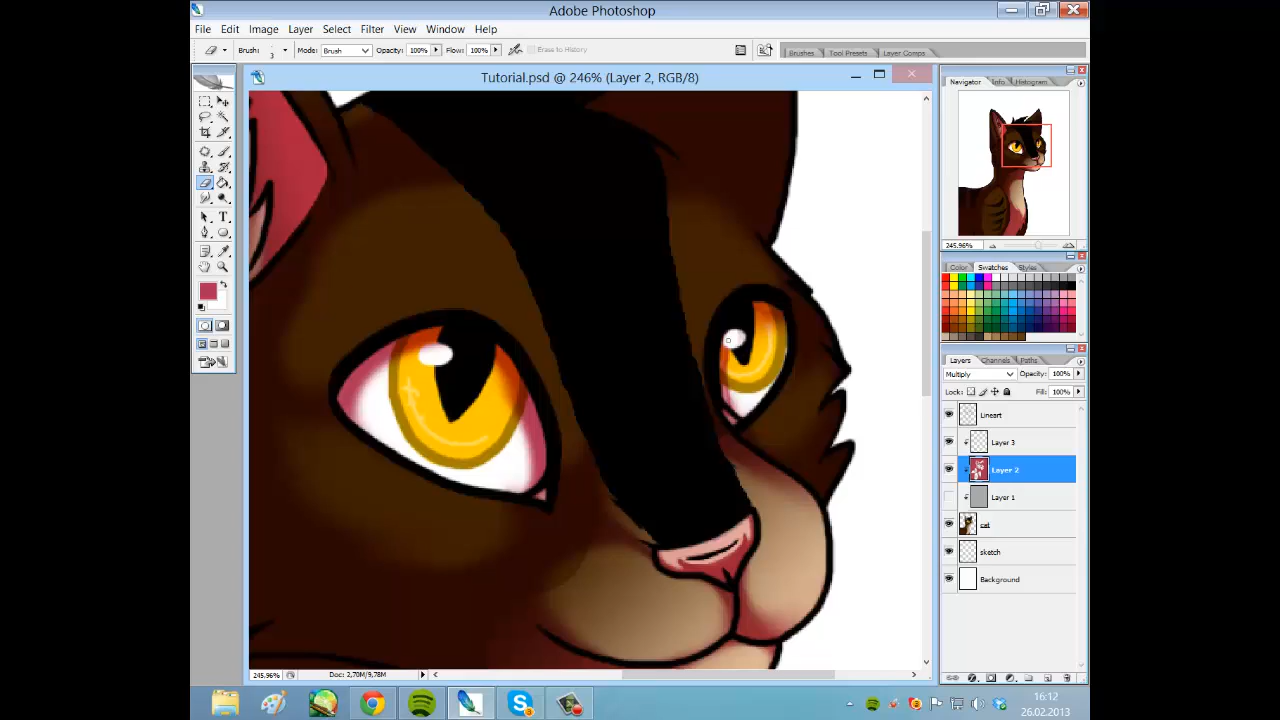 Adobe Photoshop
File Edit Image Layer Select Filter View Window Help
Brush: 3 Mode: Brush Opacity: 100% Flow: 100% Erase to History Brushes Tool Presets Layer Comps
Tutorial.psd @ 246% (Layer 2, RGB/8)
Navigator Info Histogram
245.96%
Color Swatches Styles
Layers Channels Paths
Multiply Opacity: 100%
Lock: Fill: 100%
Lineart
Layer 3
Layer 2
Layer 1
cat
sketch
Background
245.96% Doc: 2,70M/9,78M
16:12
26.02.2013